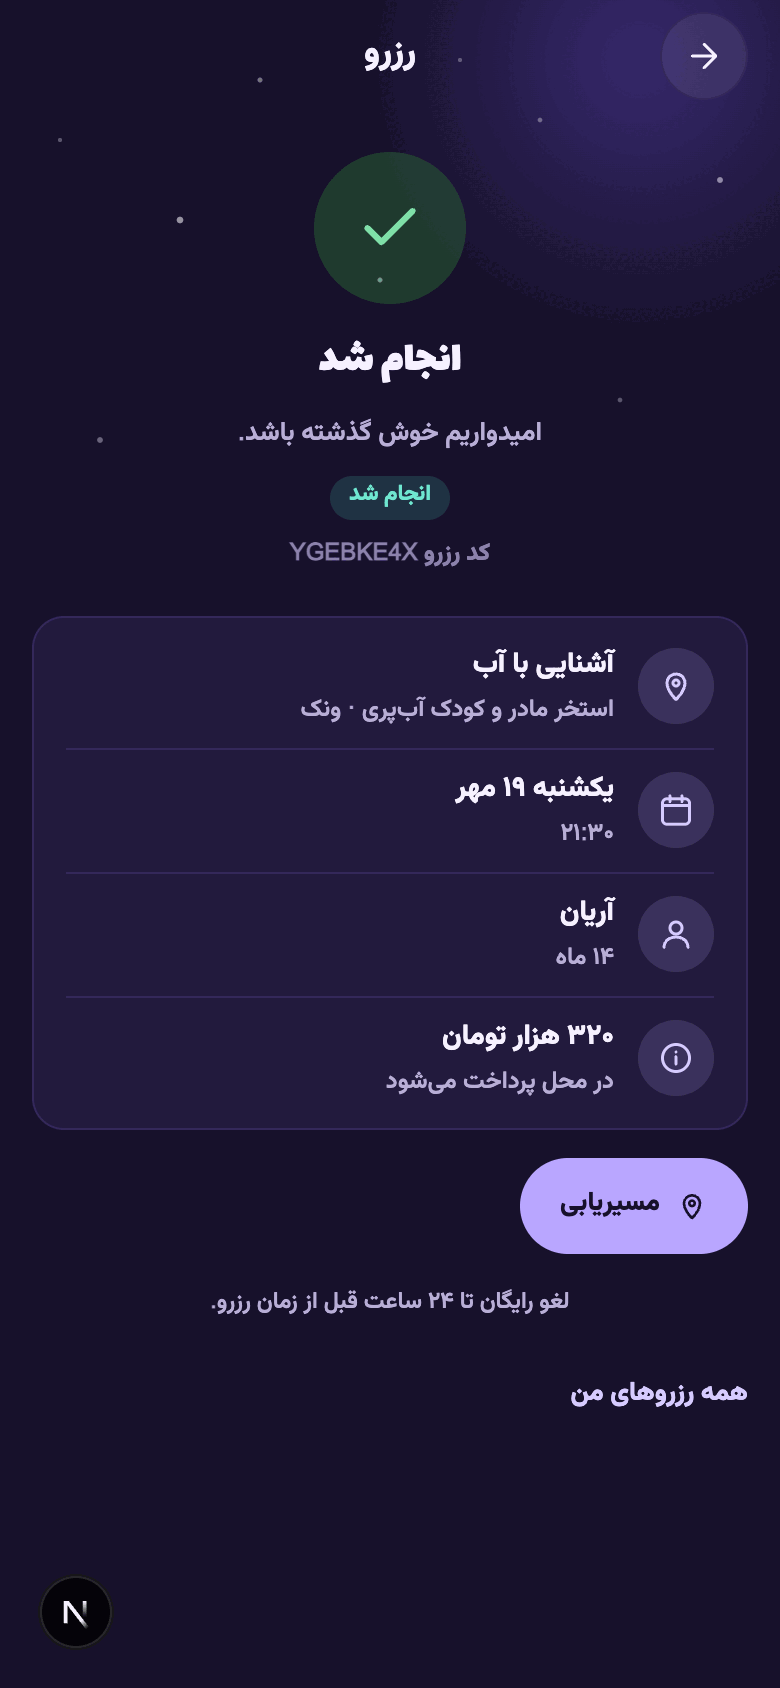 رزرو
انجام شد
امیدواریم خوش گذشته باشد.
انجام شد
کد رزرو YGEBKE4X
آشنایی با آب
استخر مادر و کودک آب‌پری · ونک
یکشنبه ۱۹ مهر
۲۱:۳۰
آریان
۱۴ ماه
۳۲۰ هزار تومان
در محل پرداخت می‌شود
مسیریابی
لغو رایگان تا ۲۴ ساعت قبل از زمان رزرو.
همه رزروهای من
N